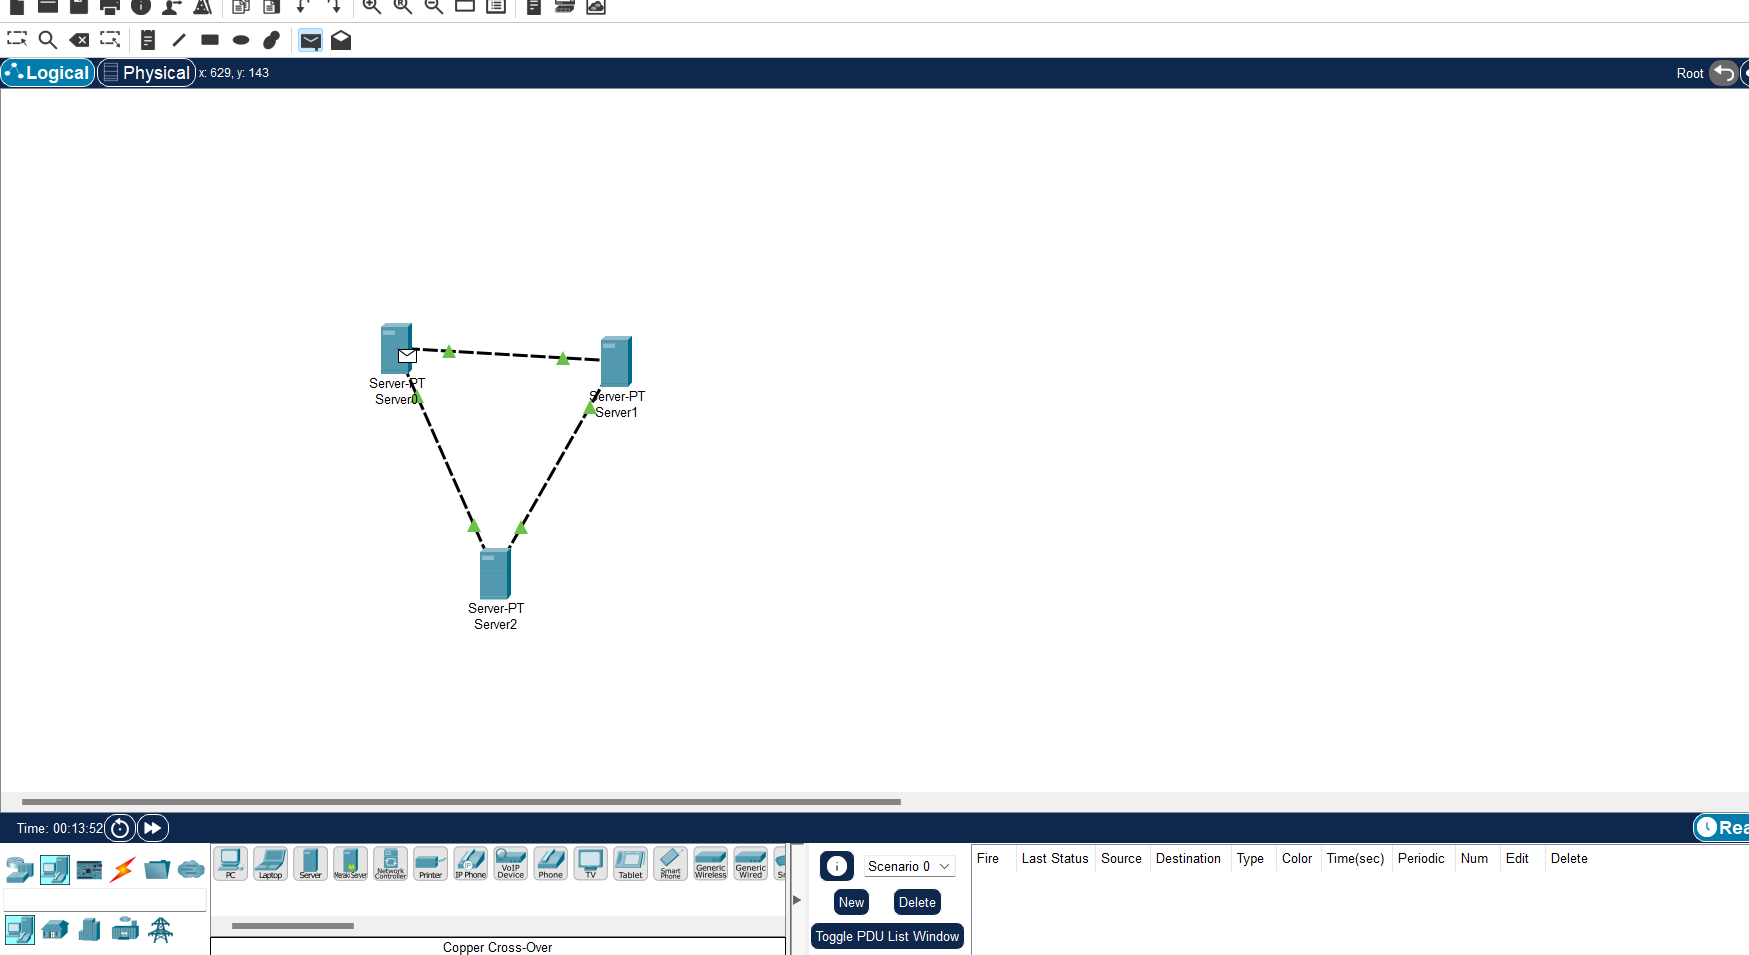 Logical Physical x: 629, y: 143 Root
Server-PT
Server0
Server-PT
Server1
Server-PT
Server2
Time: 00:13:52 Rea
PC Laptop Server Meraki Server Network Controller Printer IP Phone VoIP Device Phone TV Tablet Smart Phone Generic Wireless Generic Wired
Copper Cross-Over
Scenario 0
New Delete
Toggle PDU List Window
Fire Last Status Source Destination Type Color Time(sec) Periodic Num Edit Delete